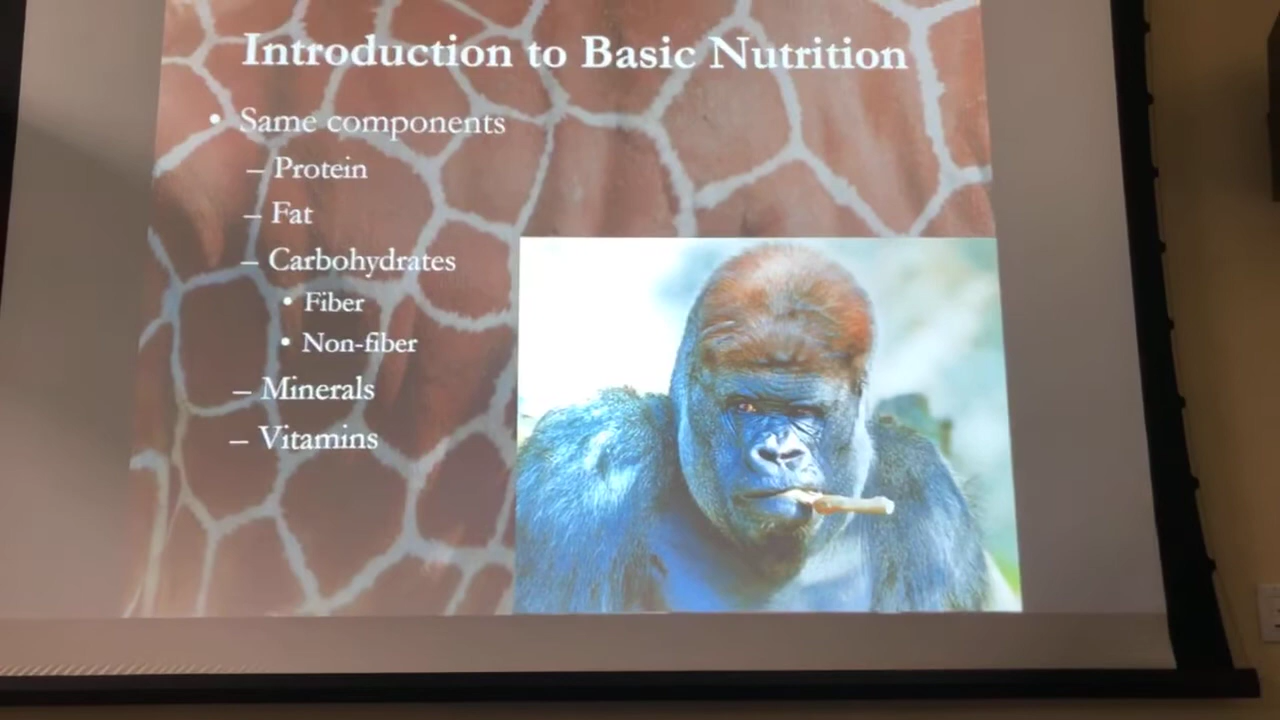 Introduction to Basic Nutrition
• Same components
– Protein
– Fat
– Carbohydrates
• Fiber
• Non-fiber
– Minerals
– Vitamins